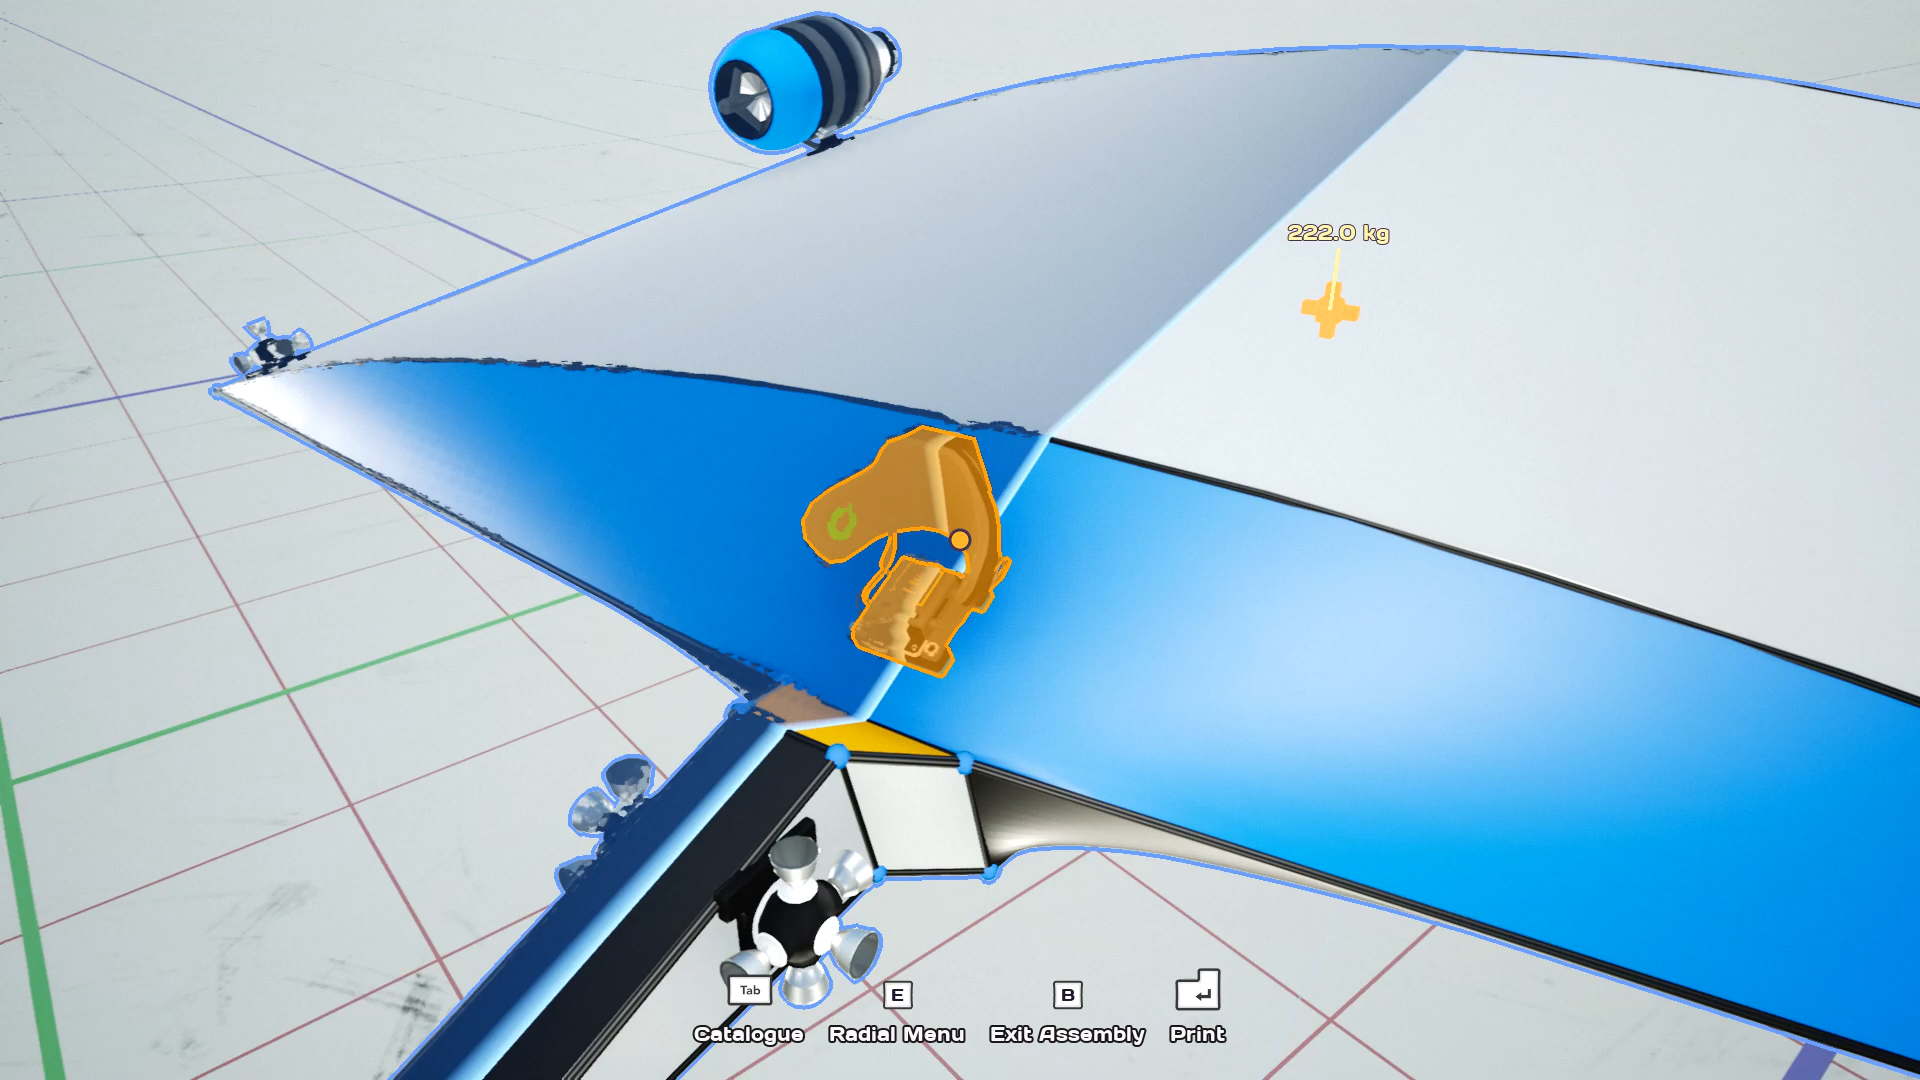 222.0 kg
Tab
E
B
Catalogue
Radial Menu
Exit Assembly
Print